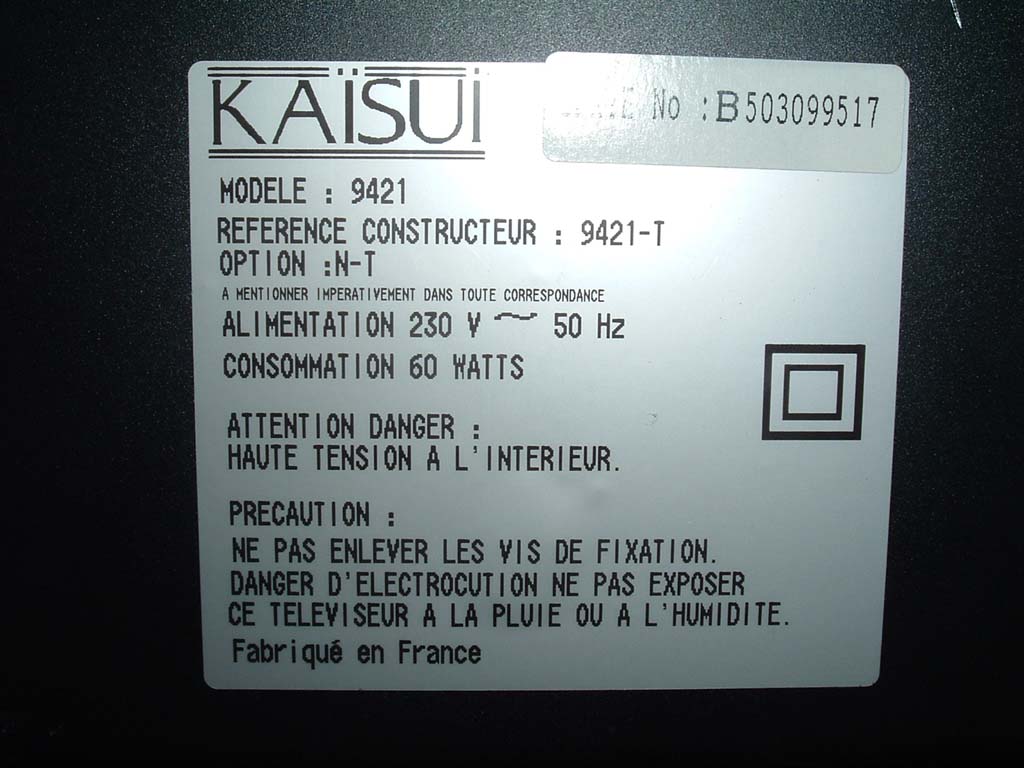 KAÏSUI
No : B503099517
MODELE : 9421
REFERENCE CONSTRUCTEUR : 9421-T
OPTION :N-T
A MENTIONNER IMPERATIVEMENT DANS TOUTE CORRESPONDANCE
ALIMENTATION 230 V ~ 50 Hz
CONSOMMATION 60 WATTS
ATTENTION DANGER :
HAUTE TENSION A L'INTERIEUR.
PRECAUTION :
NE PAS ENLEVER LES VIS DE FIXATION.
DANGER D'ELECTROCUTION NE PAS EXPOSER
CE TELEVISEUR A LA PLUIE OU A L'HUMIDITE.
Fabriqué en France